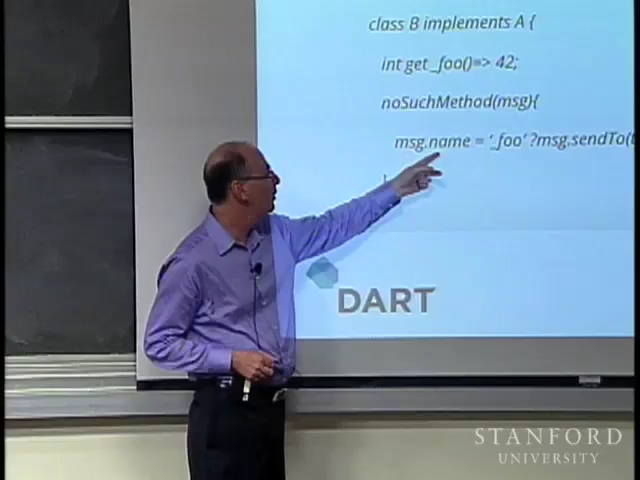 class B implements A {
int get _foo()=> 42;
noSuchMethod(msg){
msg.name = '_foo' ?msg.sendTo(
DART
STANFORD
UNIVERSITY